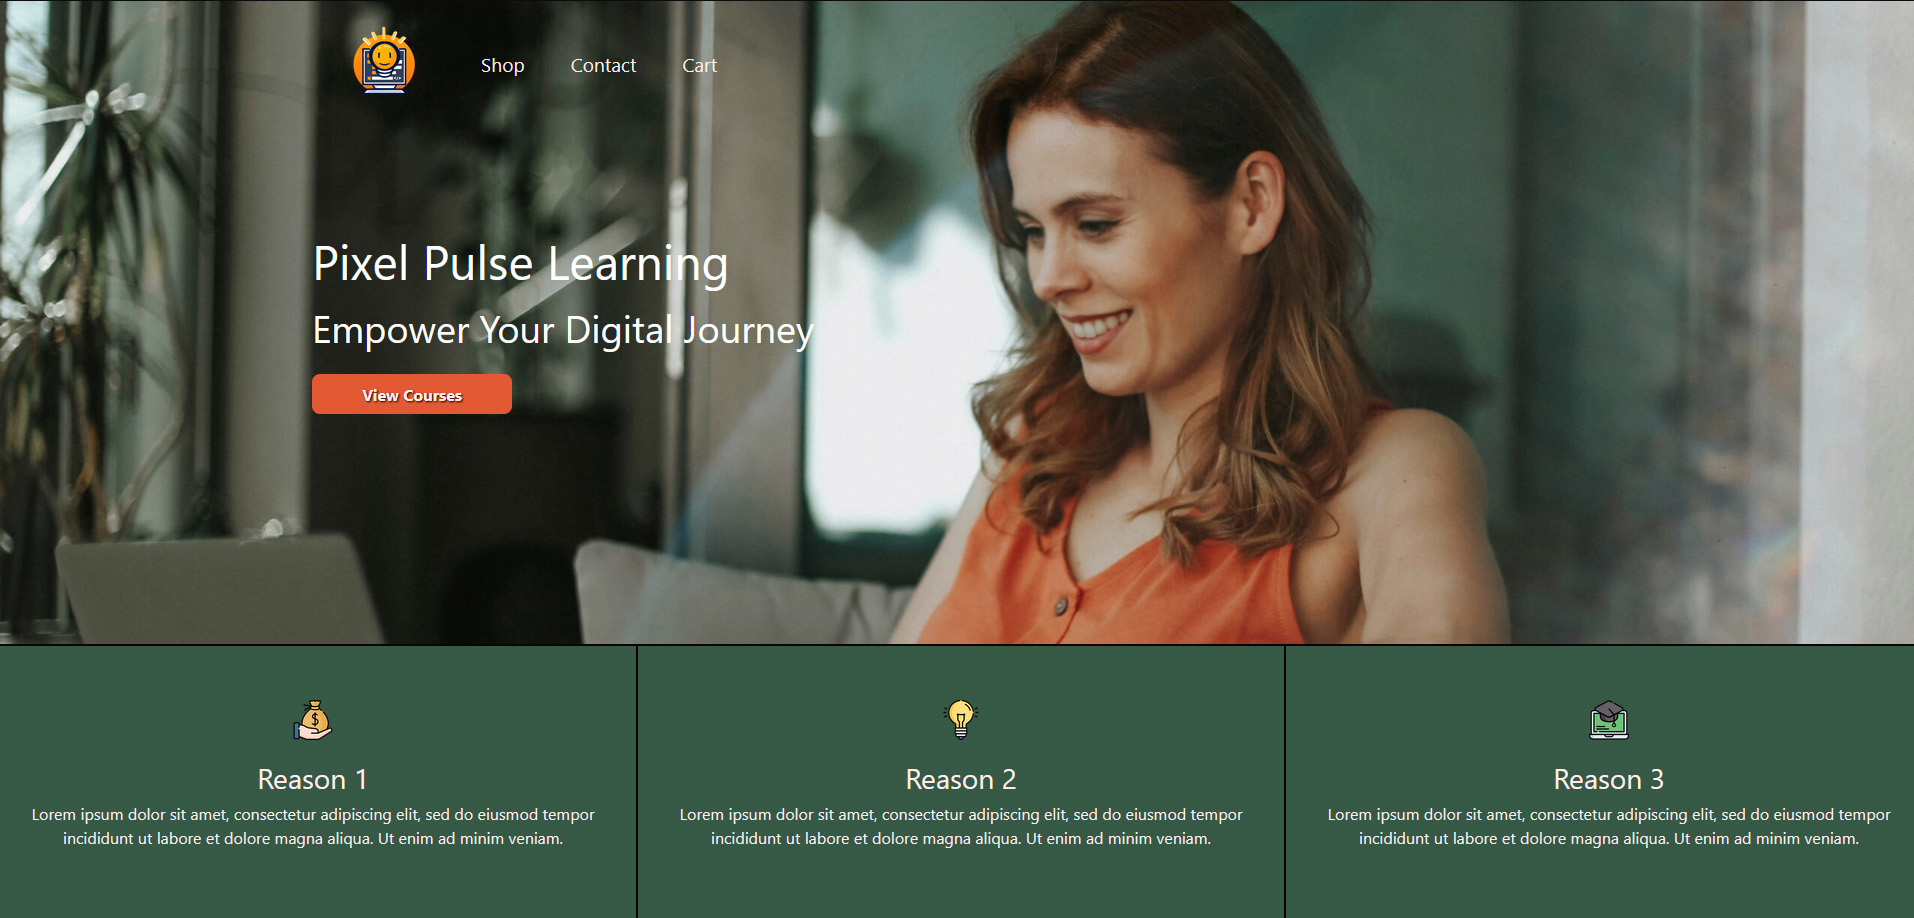 Shop Contact Cart
Pixel Pulse Learning
Empower Your Digital Journey
View Courses
Reason 1
Lorem ipsum dolor sit amet, consectetur adipiscing elit, sed do eiusmod tempor
incididunt ut labore et dolore magna aliqua. Ut enim ad minim veniam.
Reason 2
Lorem ipsum dolor sit amet, consectetur adipiscing elit, sed do eiusmod tempor
incididunt ut labore et dolore magna aliqua. Ut enim ad minim veniam.
Reason 3
Lorem ipsum dolor sit amet, consectetur adipiscing elit, sed do eiusmod tempor
incididunt ut labore et dolore magna aliqua. Ut enim ad minim veniam.